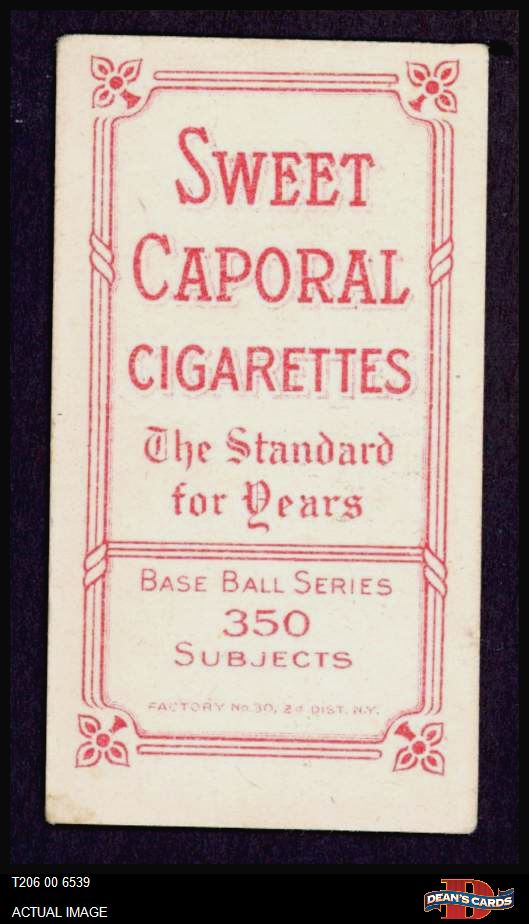 SWEET
CAPORAL
CIGARETTES
The Standard
for Years
BASE BALL SERIES
350
SUBJECTS
FACTORY No. 30, 2d DIST. N.Y.
T206 00 6539
ACTUAL IMAGE
DEAN'S CARDS